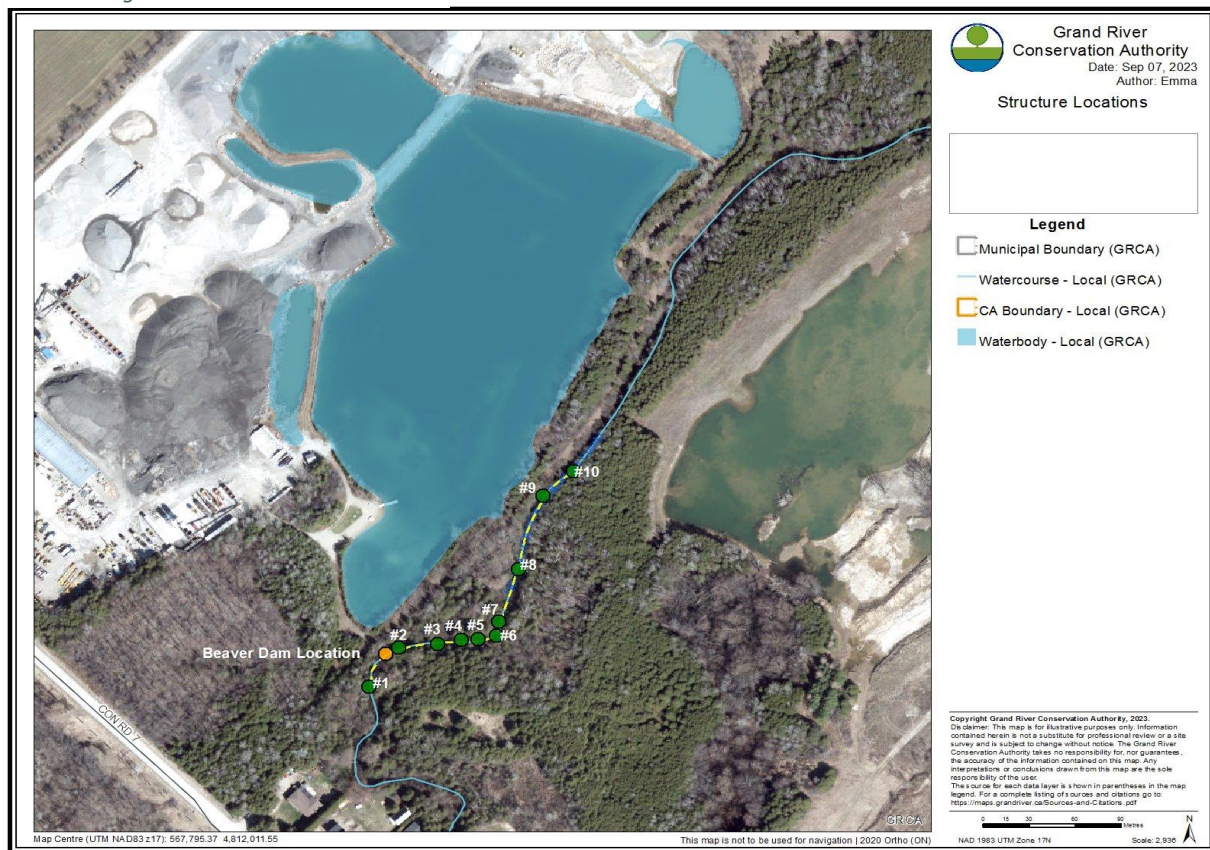 Grand River
Conservation Authority
Date: Sep 07, 2023
Author: Emma
Structure Locations
Legend
Municipal Boundary (GRCA)
Watercourse - Local (GRCA)
CA Boundary - Local (GRCA)
Waterbody - Local (GRCA)
#10
#9
#8
#7
#6
#5
#4
#3
#2
Beaver Dam Location
#1
CON RD 7
GRCA
Copyright Grand River Conservation Authority, 2023.
Disclaimer: This map is for illustrative purposes only. Information
contained herein is not a substitute for professional review or a site
survey and is subject to change without notice. The Grand River
Conservation Authority takes no responsibility for, nor guarantees,
the accuracy of the information contained on this map. Any
interpretations or conclusions drawn from this map are the sole
responsibility of the user.
The source for each data layer is shown in parentheses in the map
legend. For a complete listing of sources and citations go to:
https://maps.grandriver.ca/Sources-and-Citations.pdf
0 15 30 60 90
Metres
N
NAD 1983 UTM Zone 17N Scale: 2,936
Map Centre (UTM NAD83 z17): 567,795.37 4,812,011.55 This map is not to be used for navigation | 2020 Ortho (ON)